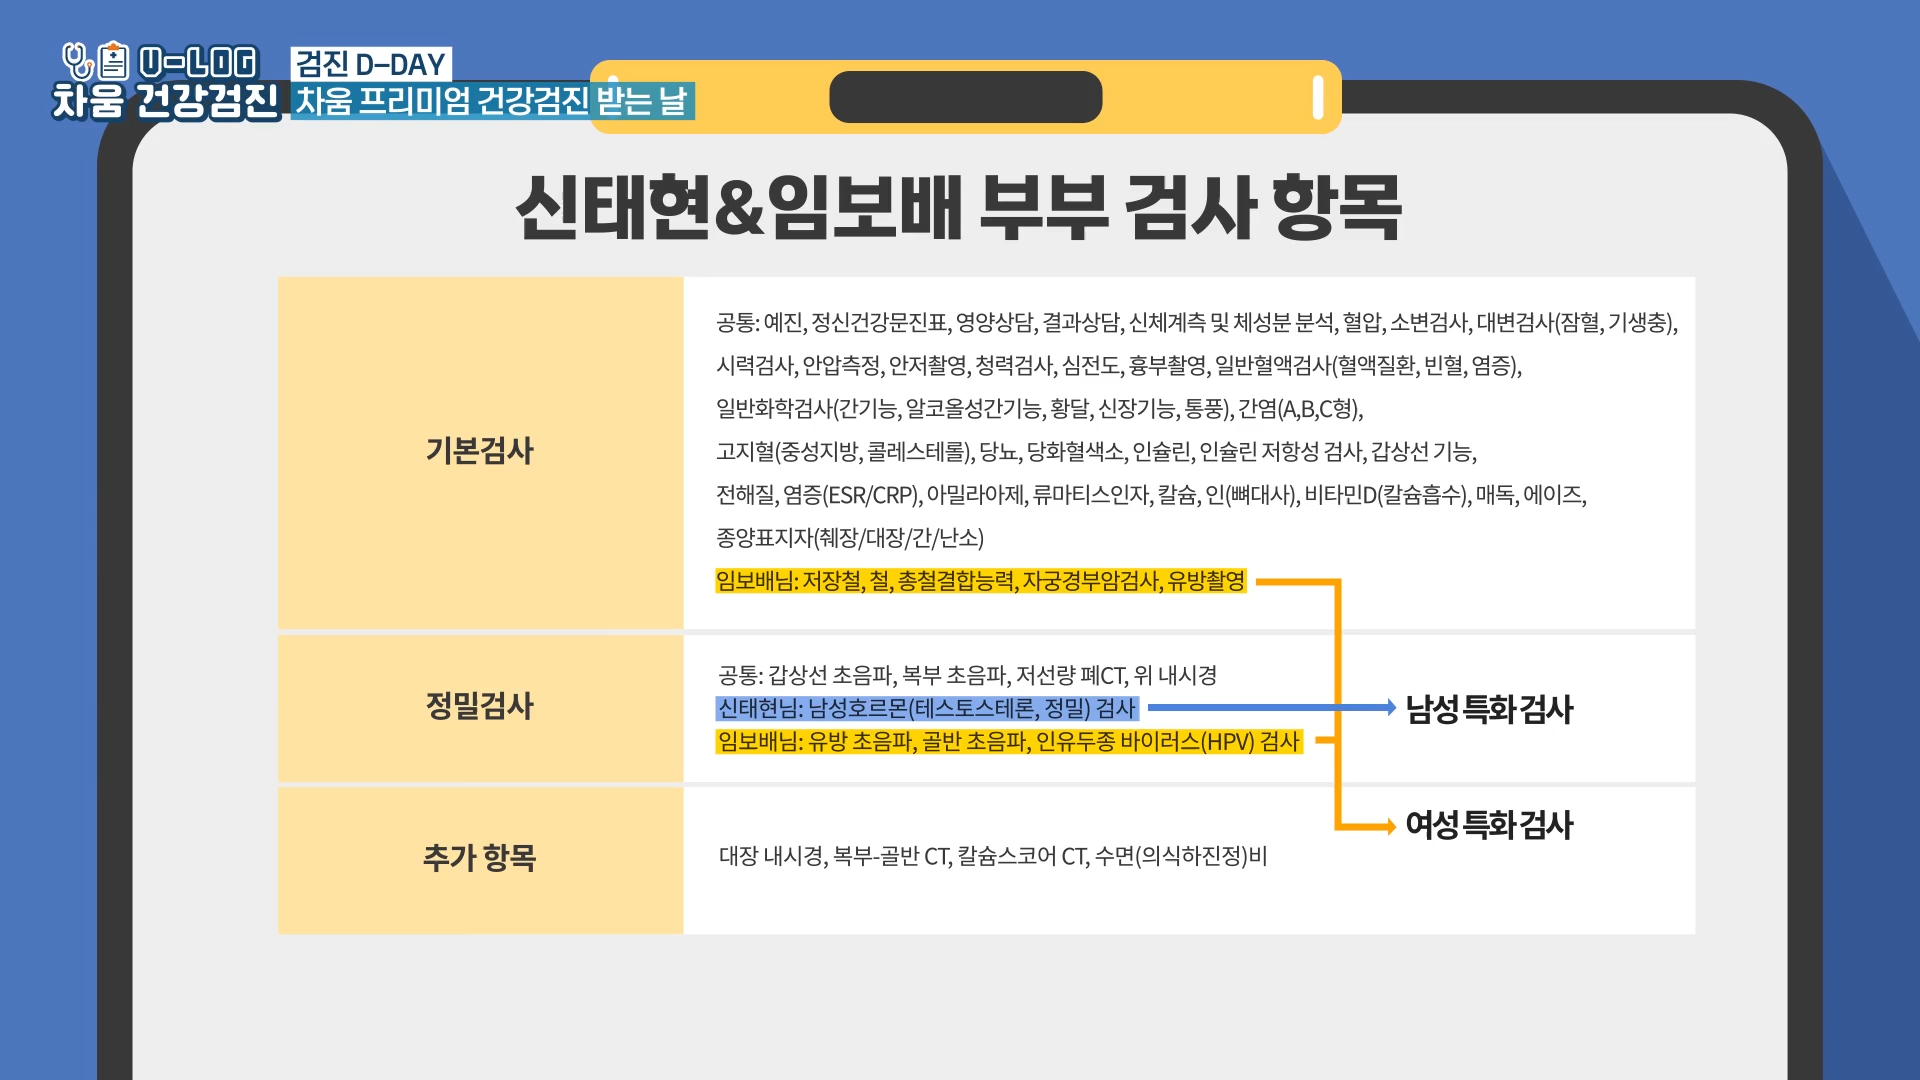 V-LOG
차움 건강검진
검진 D-DAY
차움 프리미엄 건강검진 받는 날
신태현&임보배 부부 검사 항목
기본검사
공통: 예진, 정신건강문진표, 영양상담, 결과상담, 신체계측 및 체성분 분석, 혈압, 소변검사, 대변검사(잠혈, 기생충),
시력검사, 안압측정, 안저촬영, 청력검사, 심전도, 흉부촬영, 일반혈액검사(혈액질환, 빈혈, 염증),
일반화학검사(간기능, 알코올성간기능, 황달, 신장기능, 통풍), 간염(A,B,C형),
고지혈(중성지방, 콜레스테롤), 당뇨, 당화혈색소, 인슐린, 인슐린 저항성 검사, 갑상선 기능,
전해질, 염증(ESR/CRP), 아밀라아제, 류마티스인자, 칼슘, 인(뼈대사), 비타민D(칼슘흡수), 매독, 에이즈,
종양표지자(췌장/대장/간/난소)
임보배님: 저장철, 철, 총철결합능력, 자궁경부암검사, 유방촬영
정밀검사
공통: 갑상선 초음파, 복부 초음파, 저선량 폐CT, 위 내시경
신태현님: 남성호르몬(테스토스테론, 정밀) 검사
임보배님: 유방 초음파, 골반 초음파, 인유두종 바이러스(HPV) 검사
남성 특화 검사
여성 특화 검사
추가 항목
대장 내시경, 복부-골반 CT, 칼슘스코어 CT, 수면(의식하진정)비